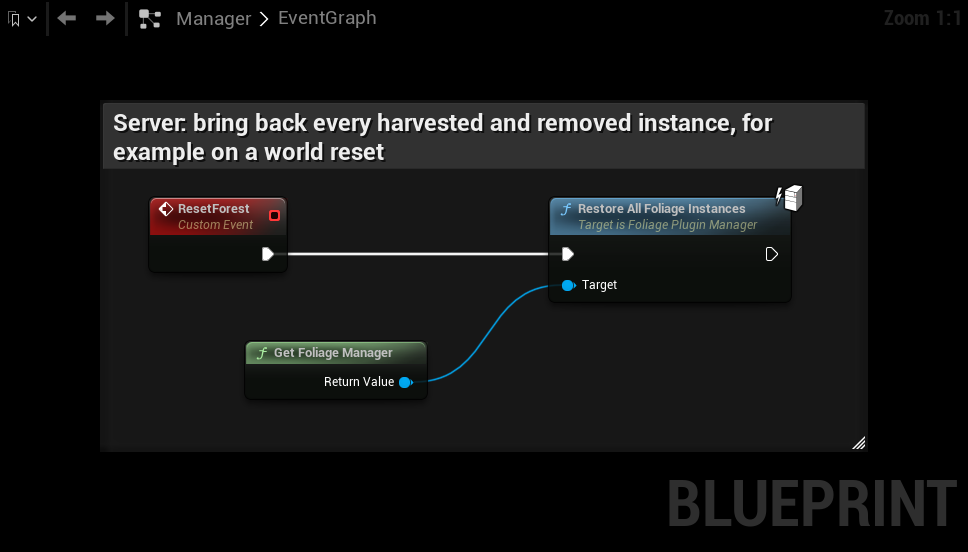 Manager > EventGraph
Zoom 1:1
Server: bring back every harvested and removed instance, for
example on a world reset
ResetForest
Custom Event
Restore All Foliage Instances
Target is Foliage Plugin Manager
Target
Get Foliage Manager
Return Value
BLUEPRINT